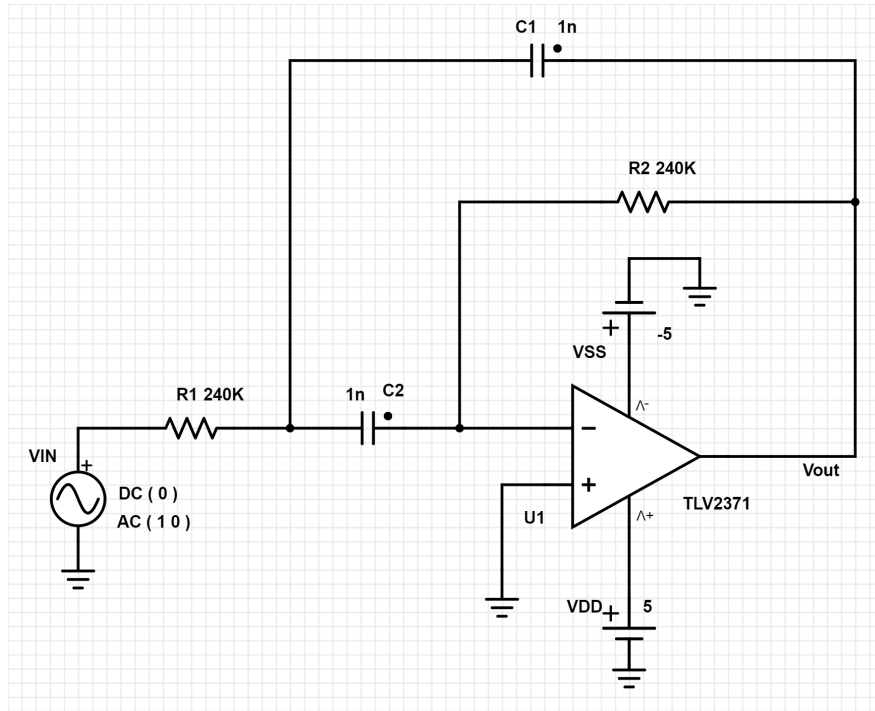 C1 1n
R2 240K
-5
VSS
R1 240K
1n C2
V-
VIN
+
DC ( 0 )
AC ( 1 0 )
Vout
TLV2371
U1
V+
VDD
5